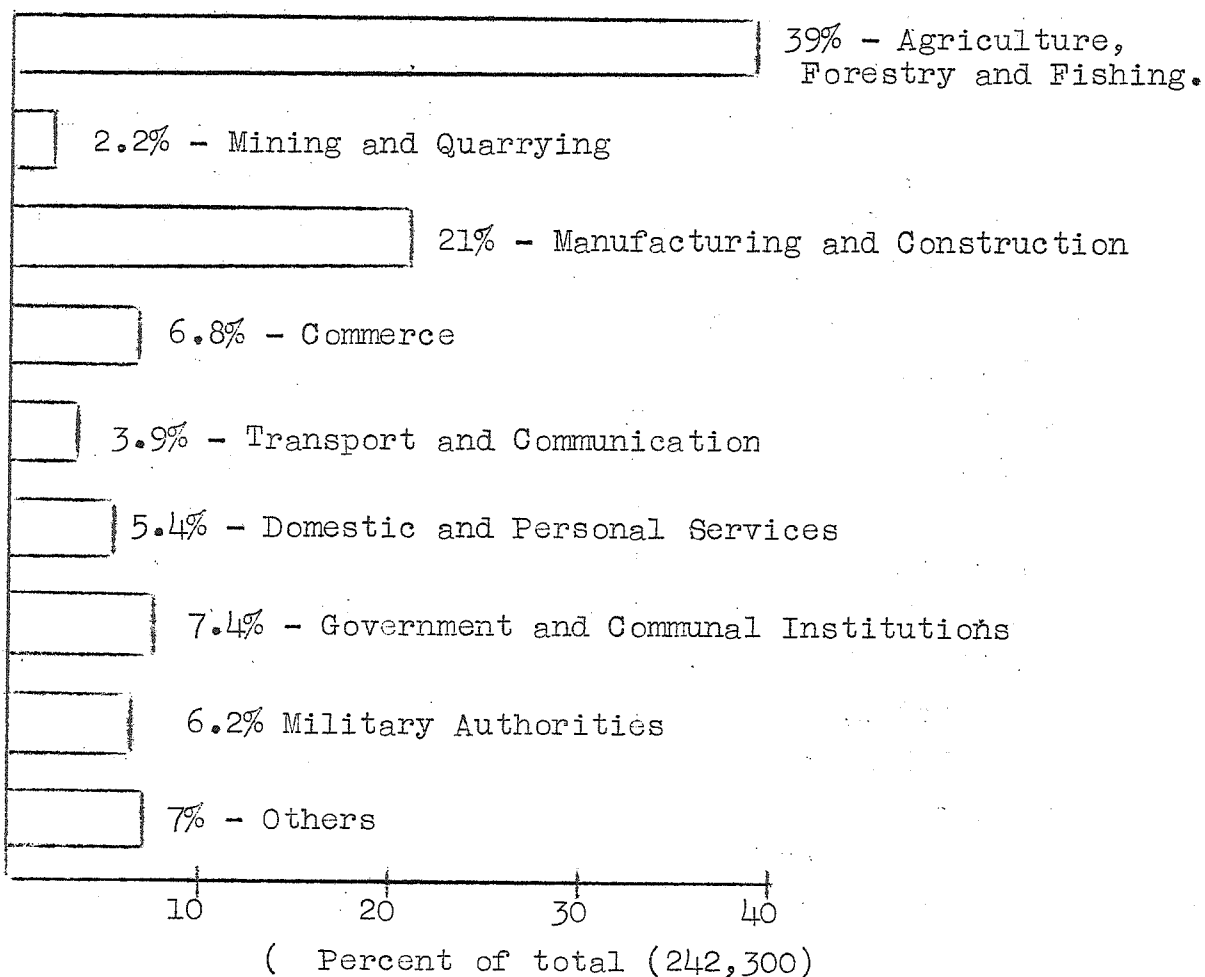 39% - Agriculture,
Forestry and Fishing.
2.2% - Mining and Quarrying
21% - Manufacturing and Construction
6.8% - Commerce
3.9% - Transport and Communication
5.4% - Domestic and Personal Services
7.4% - Government and Communal Institutions
6.2% Military Authorities
7% - Others
10 20 30 40
( Percent of total (242,300)